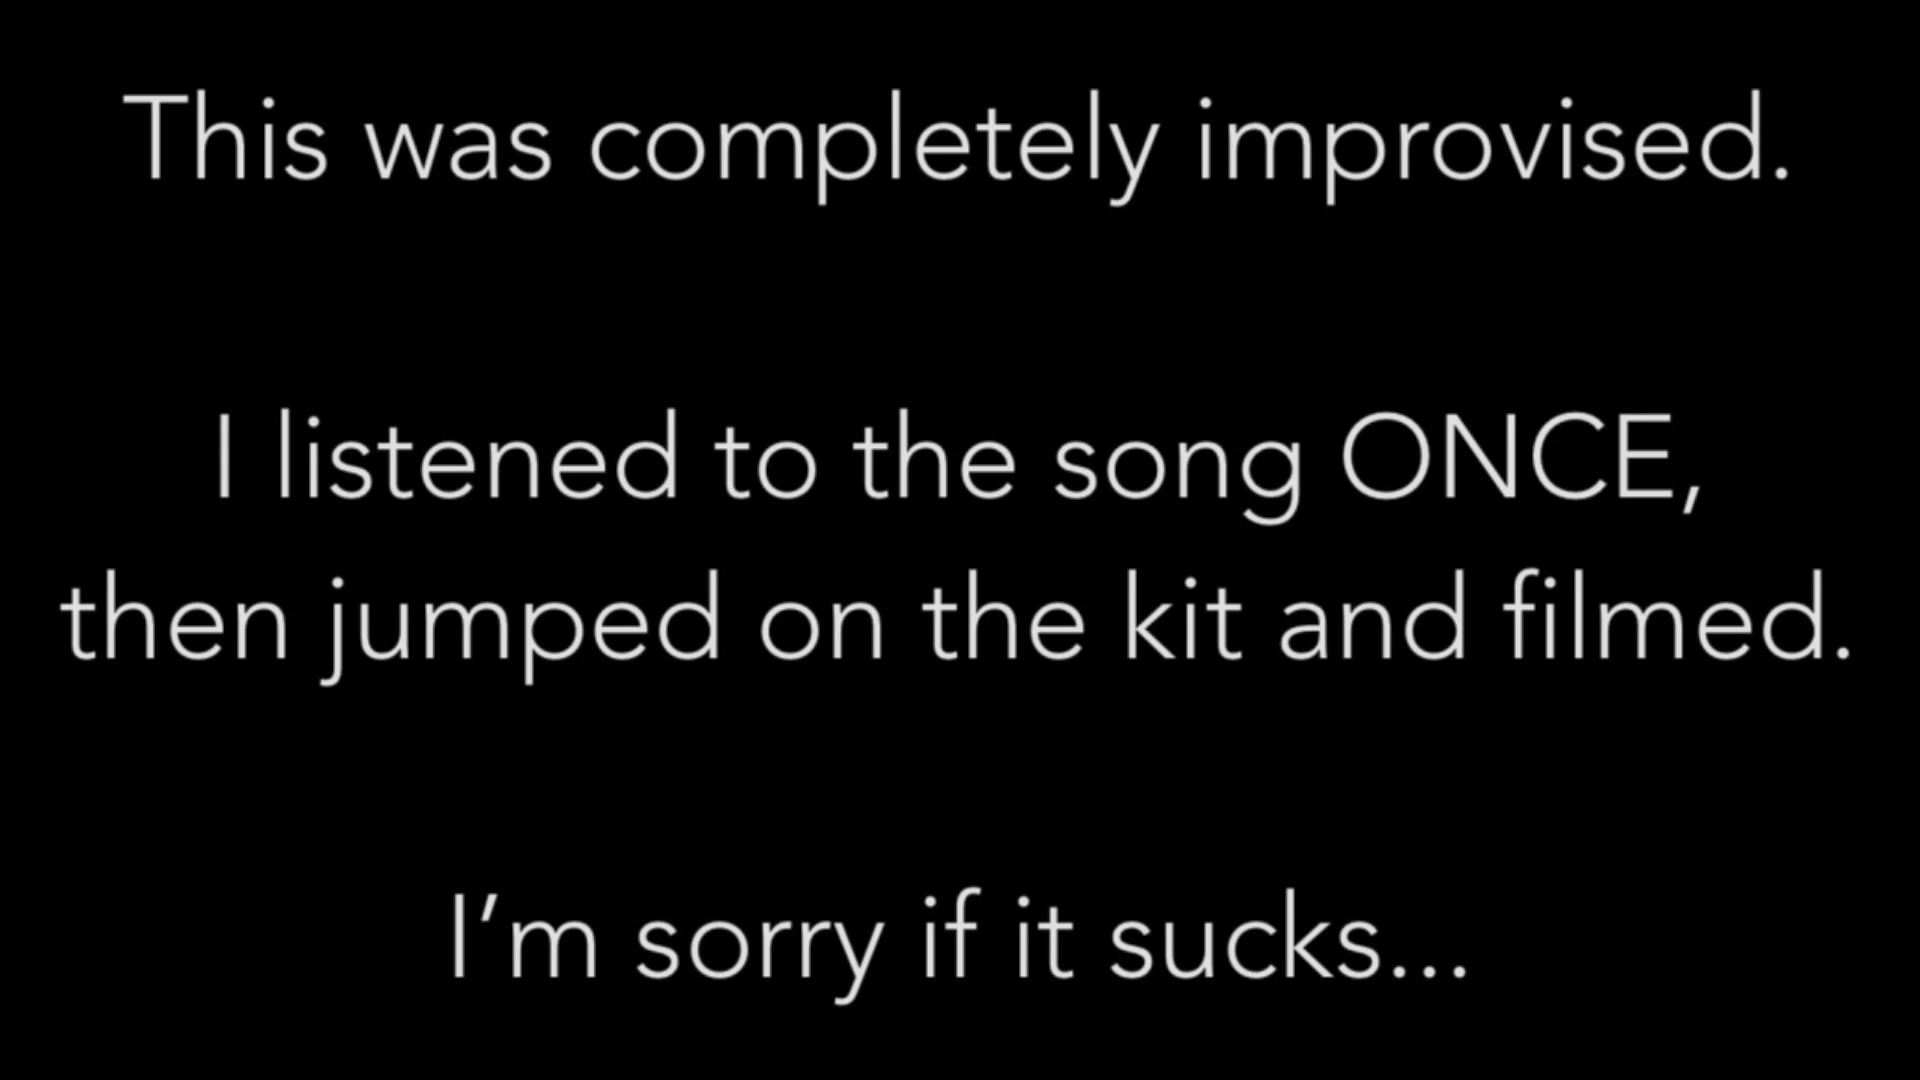 This was completely improvised.
I listened to the song ONCE,
then jumped on the kit and filmed.
I’m sorry if it sucks...